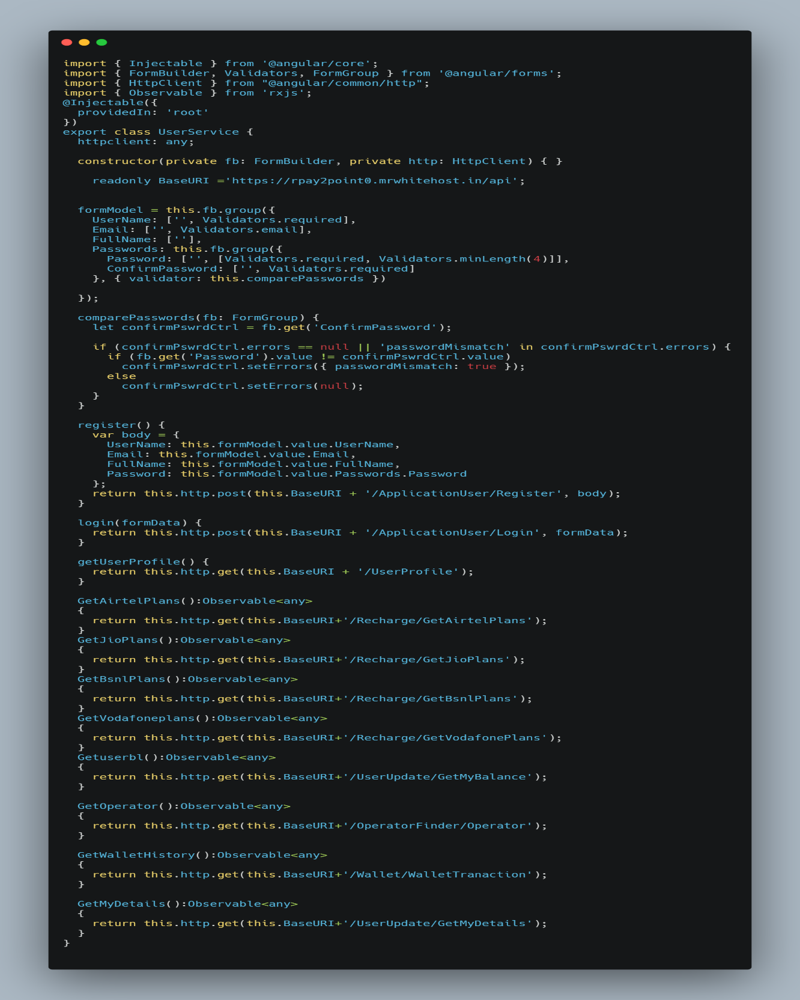 import { Injectable } from '@angular/core';
import { FormBuilder, Validators, FormGroup } from '@angular/forms';
import { HttpClient } from "@angular/common/http";
import { Observable } from 'rxjs';
@Injectable({
  providedIn: 'root'
})
export class UserService {
  httpclient: any;

  constructor(private fb: FormBuilder, private http: HttpClient) { }

    readonly BaseURI ='https://rpay2point0.mrwhitehost.in/api';


  formModel = this.fb.group({
    UserName: ['', Validators.required],
    Email: ['', Validators.email],
    FullName: [''],
    Passwords: this.fb.group({
      Password: ['', [Validators.required, Validators.minLength(4)]],
      ConfirmPassword: ['', Validators.required]
    }, { validator: this.comparePasswords })

  });

  comparePasswords(fb: FormGroup) {
    let confirmPswrdCtrl = fb.get('ConfirmPassword');

    if (confirmPswrdCtrl.errors == null || 'passwordMismatch' in confirmPswrdCtrl.errors) {
      if (fb.get('Password').value != confirmPswrdCtrl.value)
        confirmPswrdCtrl.setErrors({ passwordMismatch: true });
      else
        confirmPswrdCtrl.setErrors(null);
    }
  }

  register() {
    var body = {
      UserName: this.formModel.value.UserName,
      Email: this.formModel.value.Email,
      FullName: this.formModel.value.FullName,
      Password: this.formModel.value.Passwords.Password
    };
    return this.http.post(this.BaseURI + '/ApplicationUser/Register', body);
  }

  login(formData) {
    return this.http.post(this.BaseURI + '/ApplicationUser/Login', formData);
  }

  getUserProfile() {
    return this.http.get(this.BaseURI + '/UserProfile');
  }

  GetAirtelPlans():Observable<any>
  {
    return this.http.get(this.BaseURI+'/Recharge/GetAirtelPlans');
  }
  GetJioPlans():Observable<any>
  {
    return this.http.get(this.BaseURI+'/Recharge/GetJioPlans');
  }
  GetBsnlPlans():Observable<any>
  {
    return this.http.get(this.BaseURI+'/Recharge/GetBsnlPlans');
  }
  GetVodafoneplans():Observable<any>
  {
    return this.http.get(this.BaseURI+'/Recharge/GetVodafonePlans');
  }
  Getuserbl():Observable<any>
  {
    return this.http.get(this.BaseURI+'/UserUpdate/GetMyBalance');
  }

  GetOperator():Observable<any>
  {
    return this.http.get(this.BaseURI+'/OperatorFinder/Operator');
  }

  GetWalletHistory():Observable<any>
  {
    return this.http.get(this.BaseURI+'/Wallet/WalletTranaction');
  }

  GetMyDetails():Observable<any>
  {
    return this.http.get(this.BaseURI+'/UserUpdate/GetMyDetails');
  }
}